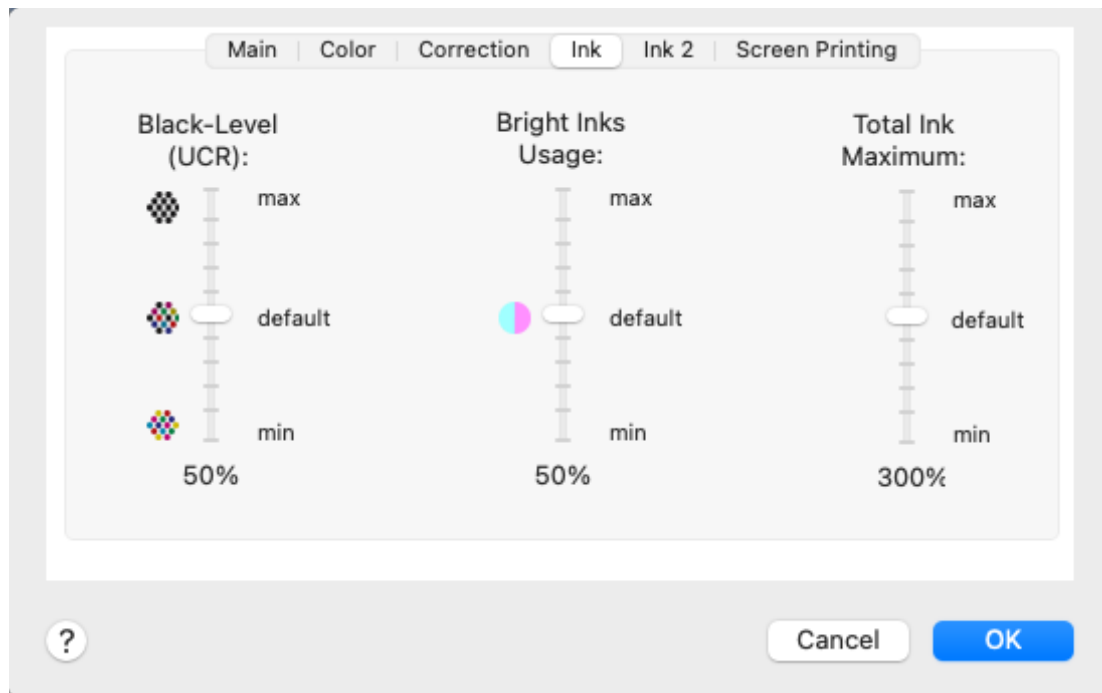 Main Color Correction Ink Ink 2 Screen Printing
Black-Level
(UCR):
max
default
min
50%
Bright Inks
Usage:
max
default
min
50%
Total Ink
Maximum:
max
default
min
300%
?
Cancel
OK